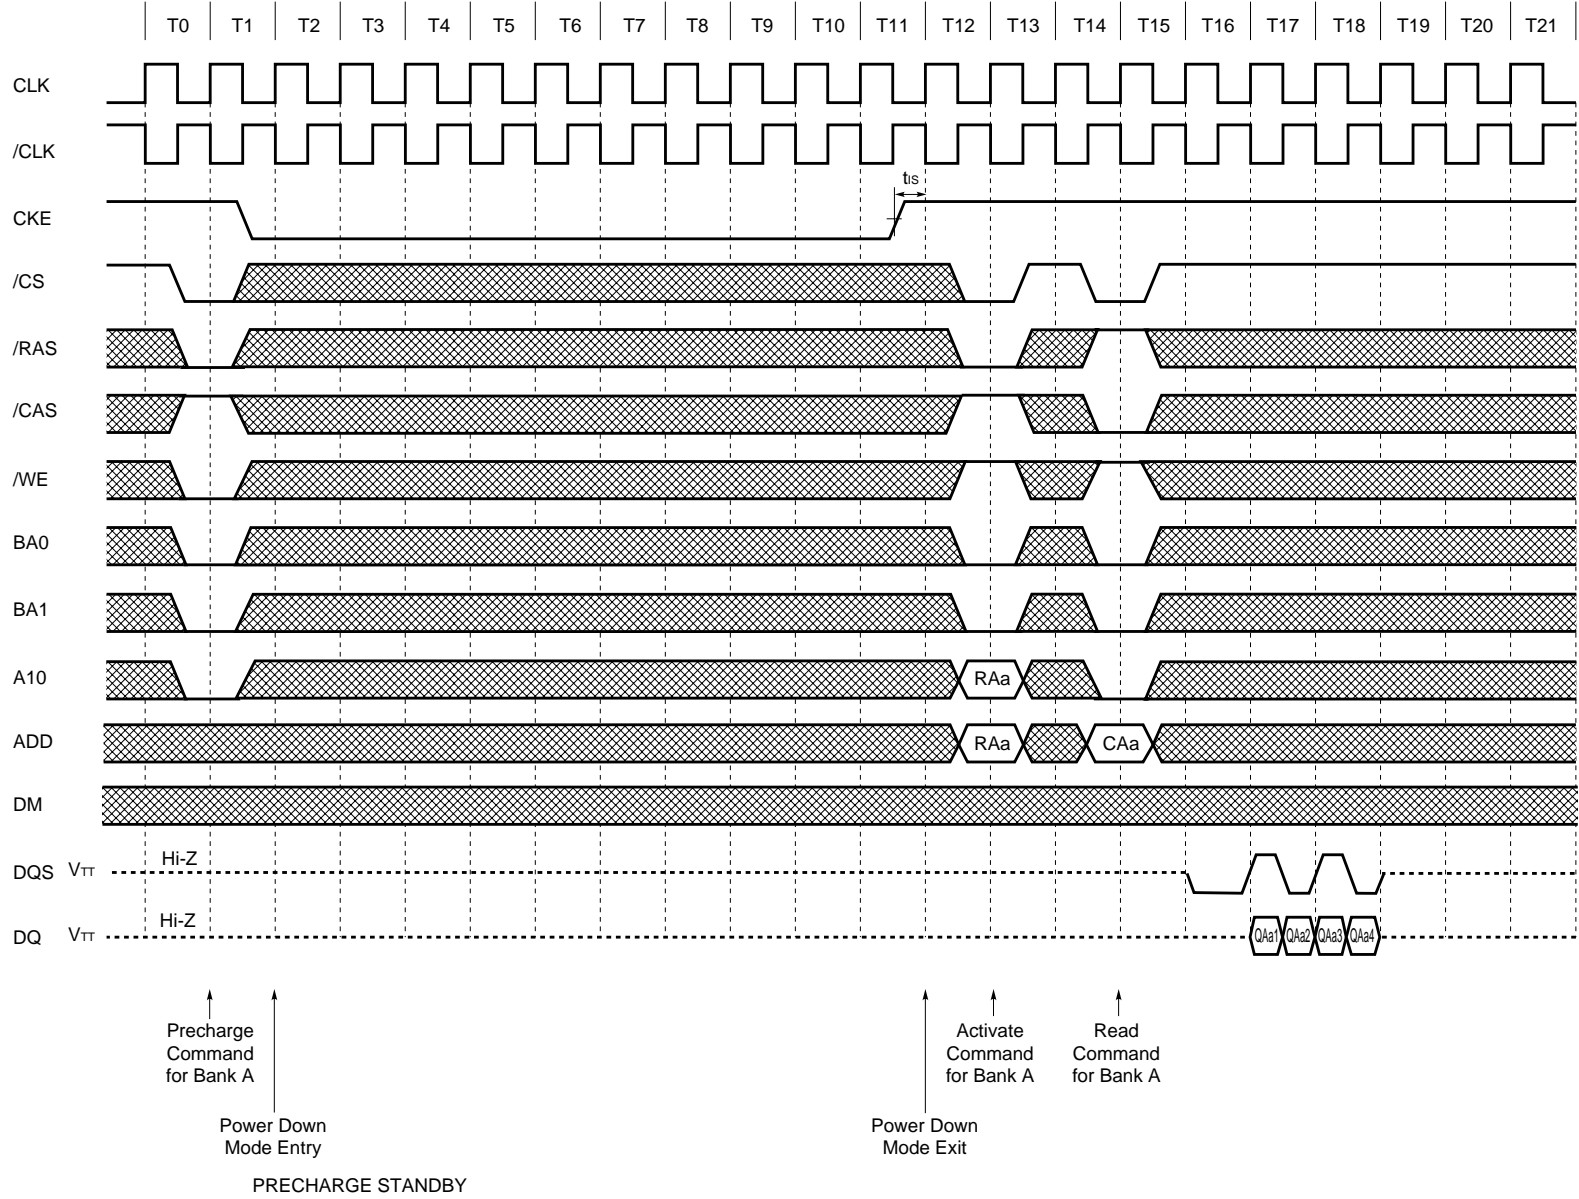 T0 T1 T2 T3 T4 T5 T6 T7 T8 T9 T10 T11 T12 T13 T14 T15 T16 T17 T18 T19 T20 T21
CLK
/CLK
tIS
CKE
/CS
/RAS
/CAS
/WE
BA0
BA1
A10 RAa
ADD RAa CAa
DM
Hi-Z
DQS VTT
Hi-Z
DQ VTT QAa1 QAa2 QAa3 QAa4
Precharge
Command
for Bank A
Activate
Command
for Bank A
Read
Command
for Bank A
Power Down
Mode Entry
Power Down
Mode Exit
PRECHARGE STANDBY